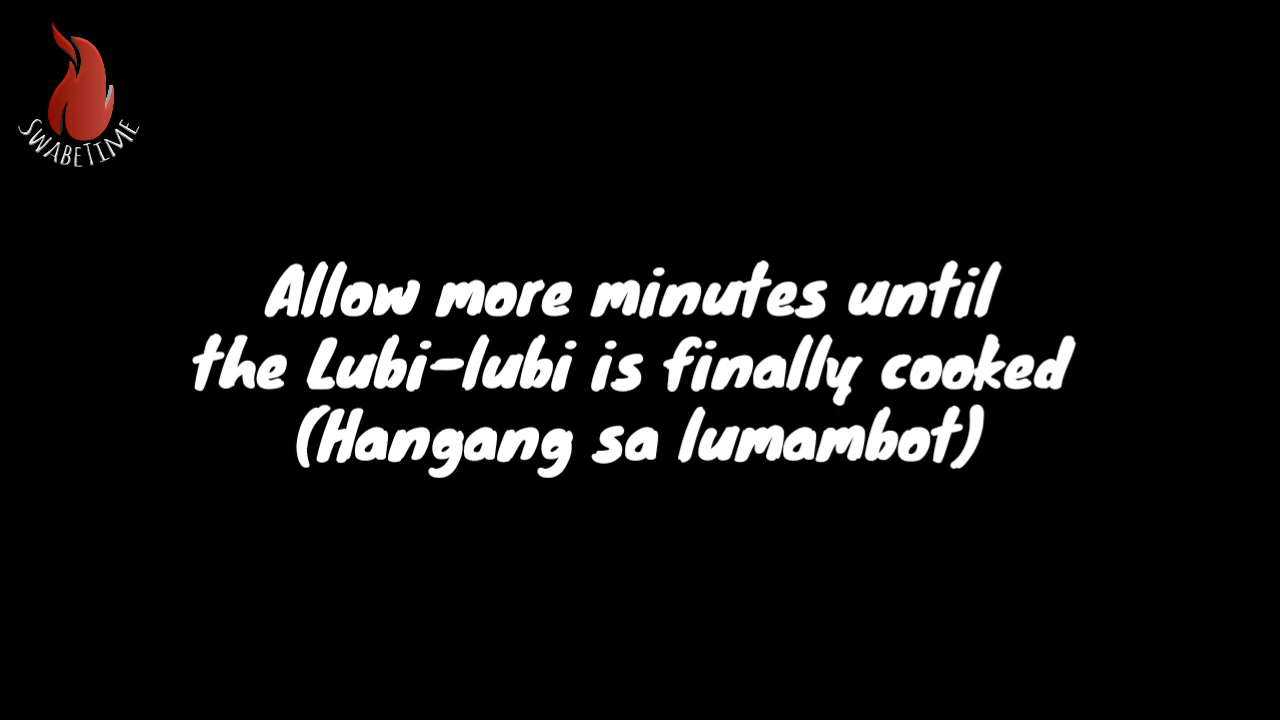 SWABETIME
Allow more minutes until
the Lubi-lubi is finally cooked
(Hangang sa lumambot)